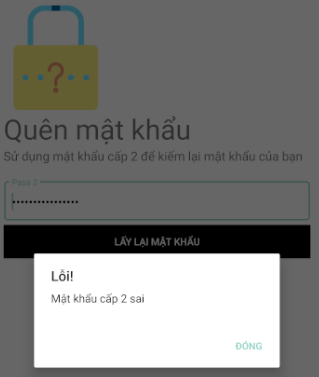 Quên mật khẩu
Sử dụng mật khẩu cấp 2 để kiếm lại mật khẩu của bạn
Pass 2
••••••••••••••••
LẤY LẠI MẬT KHẨU
Lỗi!
Mật khẩu cấp 2 sai
ĐÓNG